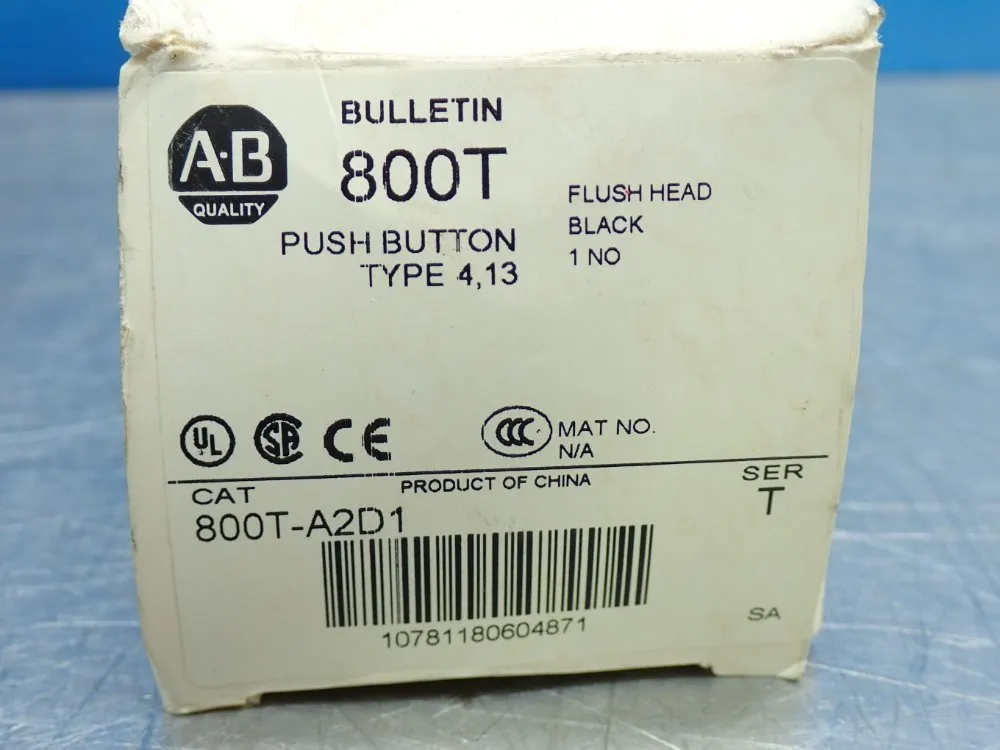 A·B
QUALITY
BULLETIN
800T
PUSH BUTTON
TYPE 4,13
FLUSH HEAD
BLACK
1 NO
UL
SA
CE
CCC
MAT NO.
N/A
CAT
PRODUCT OF CHINA
SER
800T-A2D1
T
10781180604871
SA